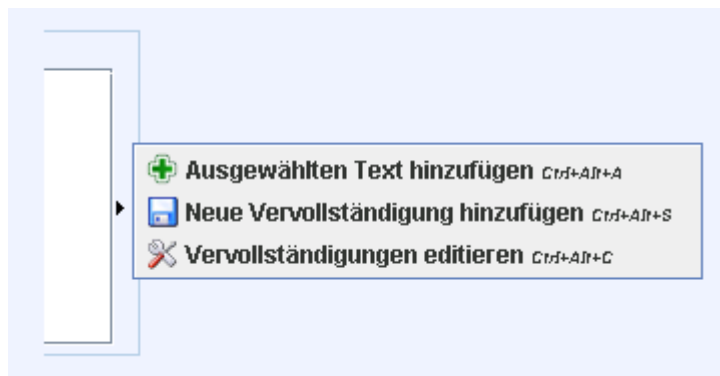 Ausgewählten Text hinzufügen Ctrl+Alt+A
Neue Vervollständigung hinzufügen Ctrl+Alt+S
Vervollständigungen editieren Ctrl+Alt+C